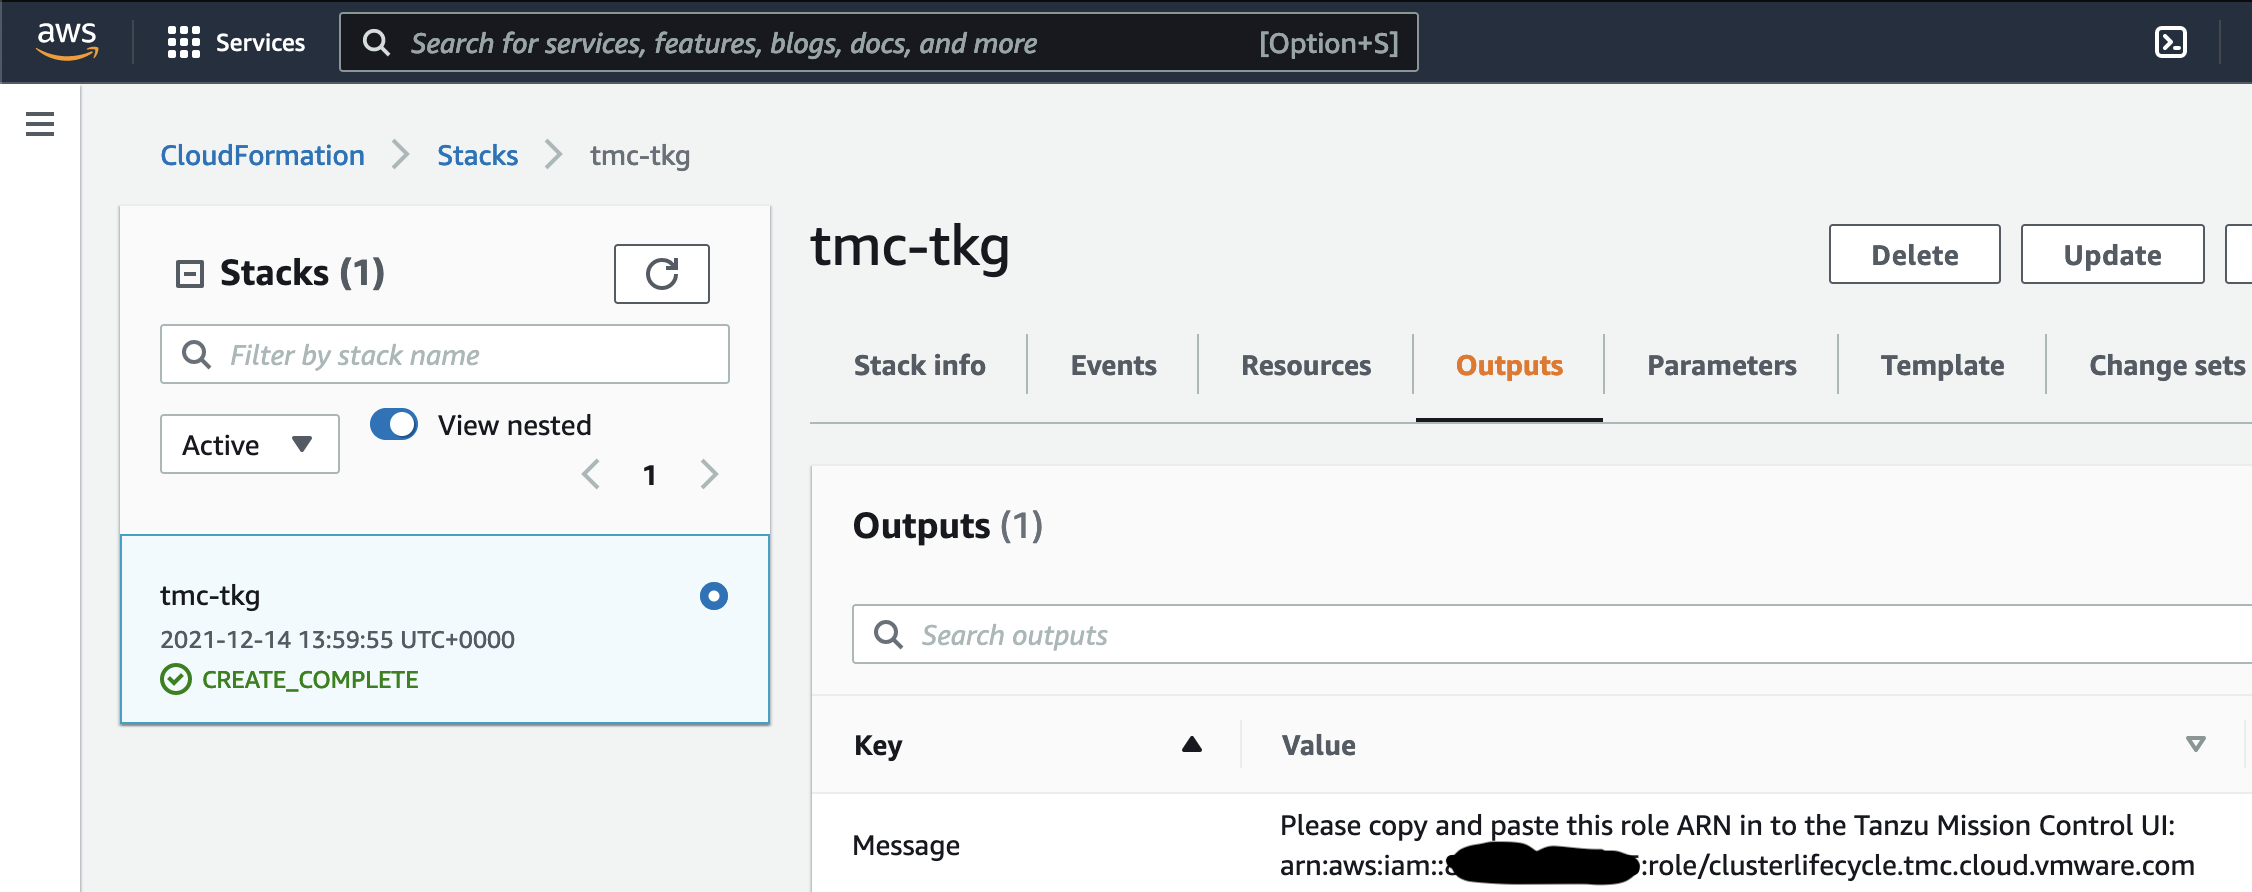 aws
Services
Search for services, features, blogs, docs, and more
[Option+S]
CloudFormation
Stacks
tmc-tkg
Stacks (1)
Filter by stack name
Active
View nested
1
tmc-tkg
2021-12-14 13:59:55 UTC+0000
CREATE_COMPLETE
tmc-tkg
Delete
Update
Stack info
Events
Resources
Outputs
Parameters
Template
Change sets
Outputs (1)
Search outputs
Key
Value
Message
Please copy and paste this role ARN in to the Tanzu Mission Control UI:
arn:aws:iam:: :role/clusterlifecycle.tmc.cloud.vmware.com